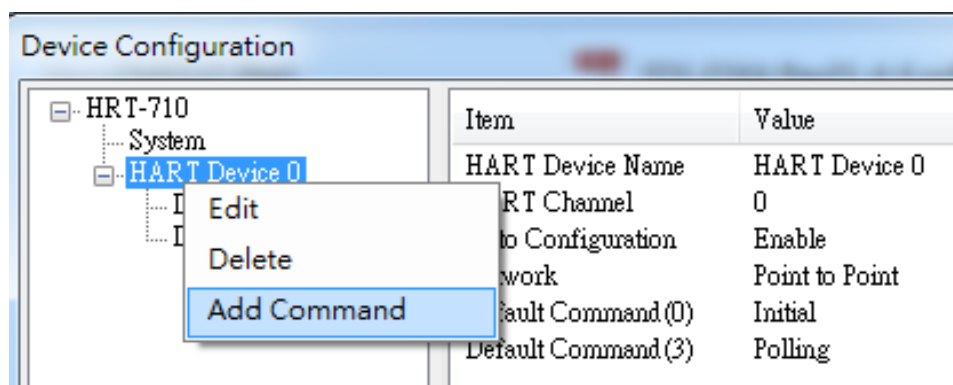 Device Configuration
HRT-710
System
HART Device 0
Edit
Delete
Add Command
Item Value
HART Device Name HART Device 0
RT Channel 0
to Configuration Enable
work Point to Point
ault Command(0) Initial
Default Command(3) Polling